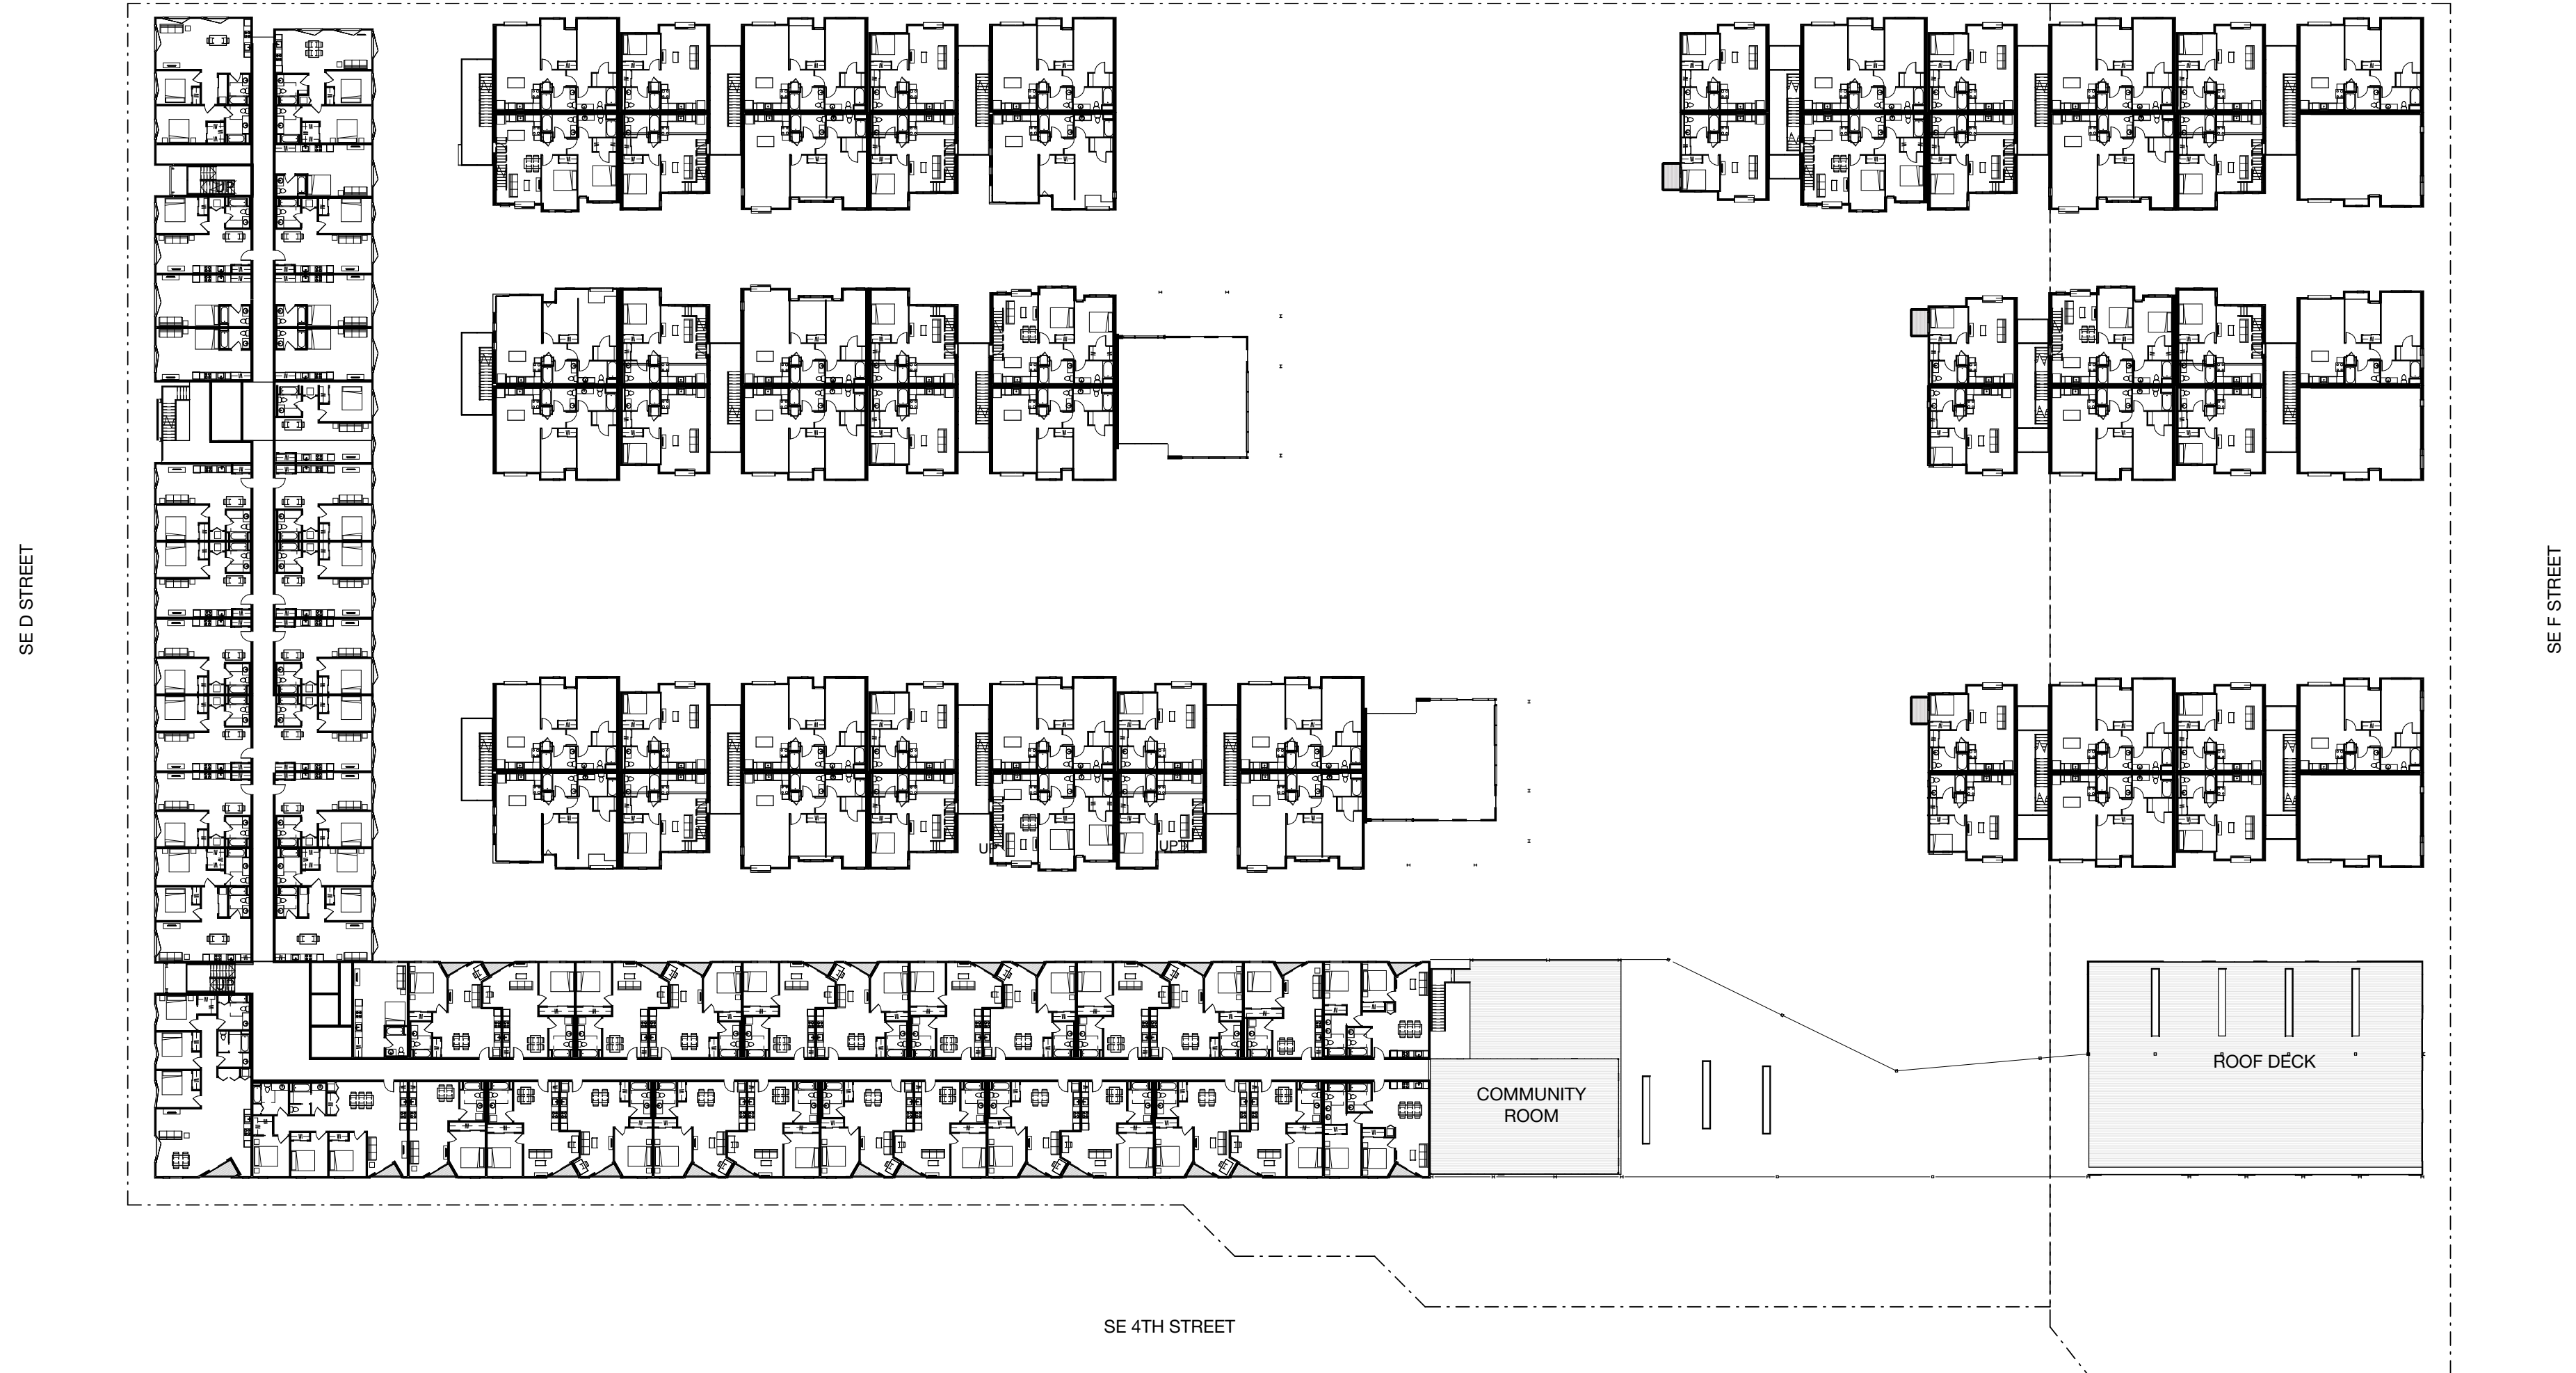 SE D STREET
SE F STREET
UP
UP
COMMUNITY
ROOM
ROOF DECK
SE 4TH STREET